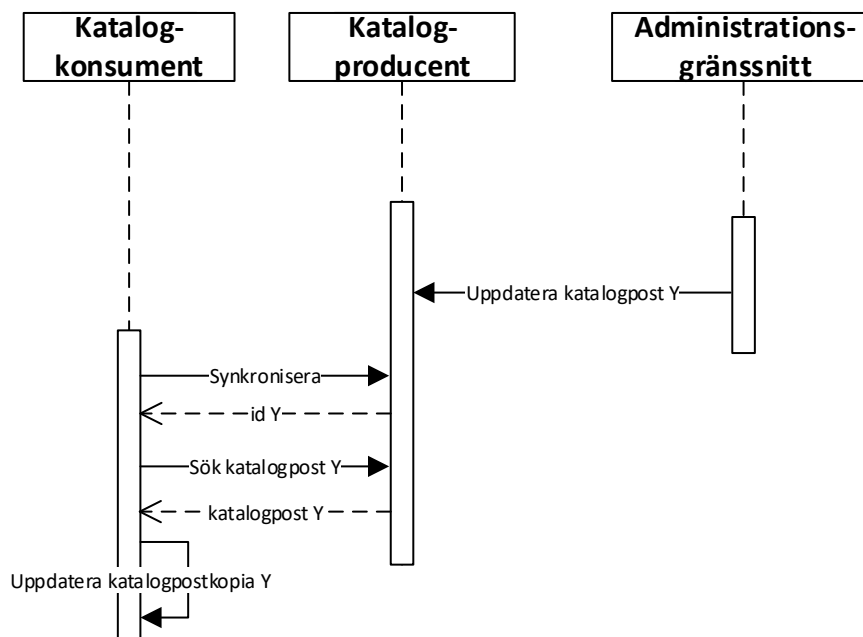 Katalog-
konsument
Katalog-
producent
Administrations-
gränssnitt
Uppdatera katalogpost Y
Synkronisera
id Y
Sök katalogpost Y
katalogpost Y
Uppdatera katalogpostkopia Y